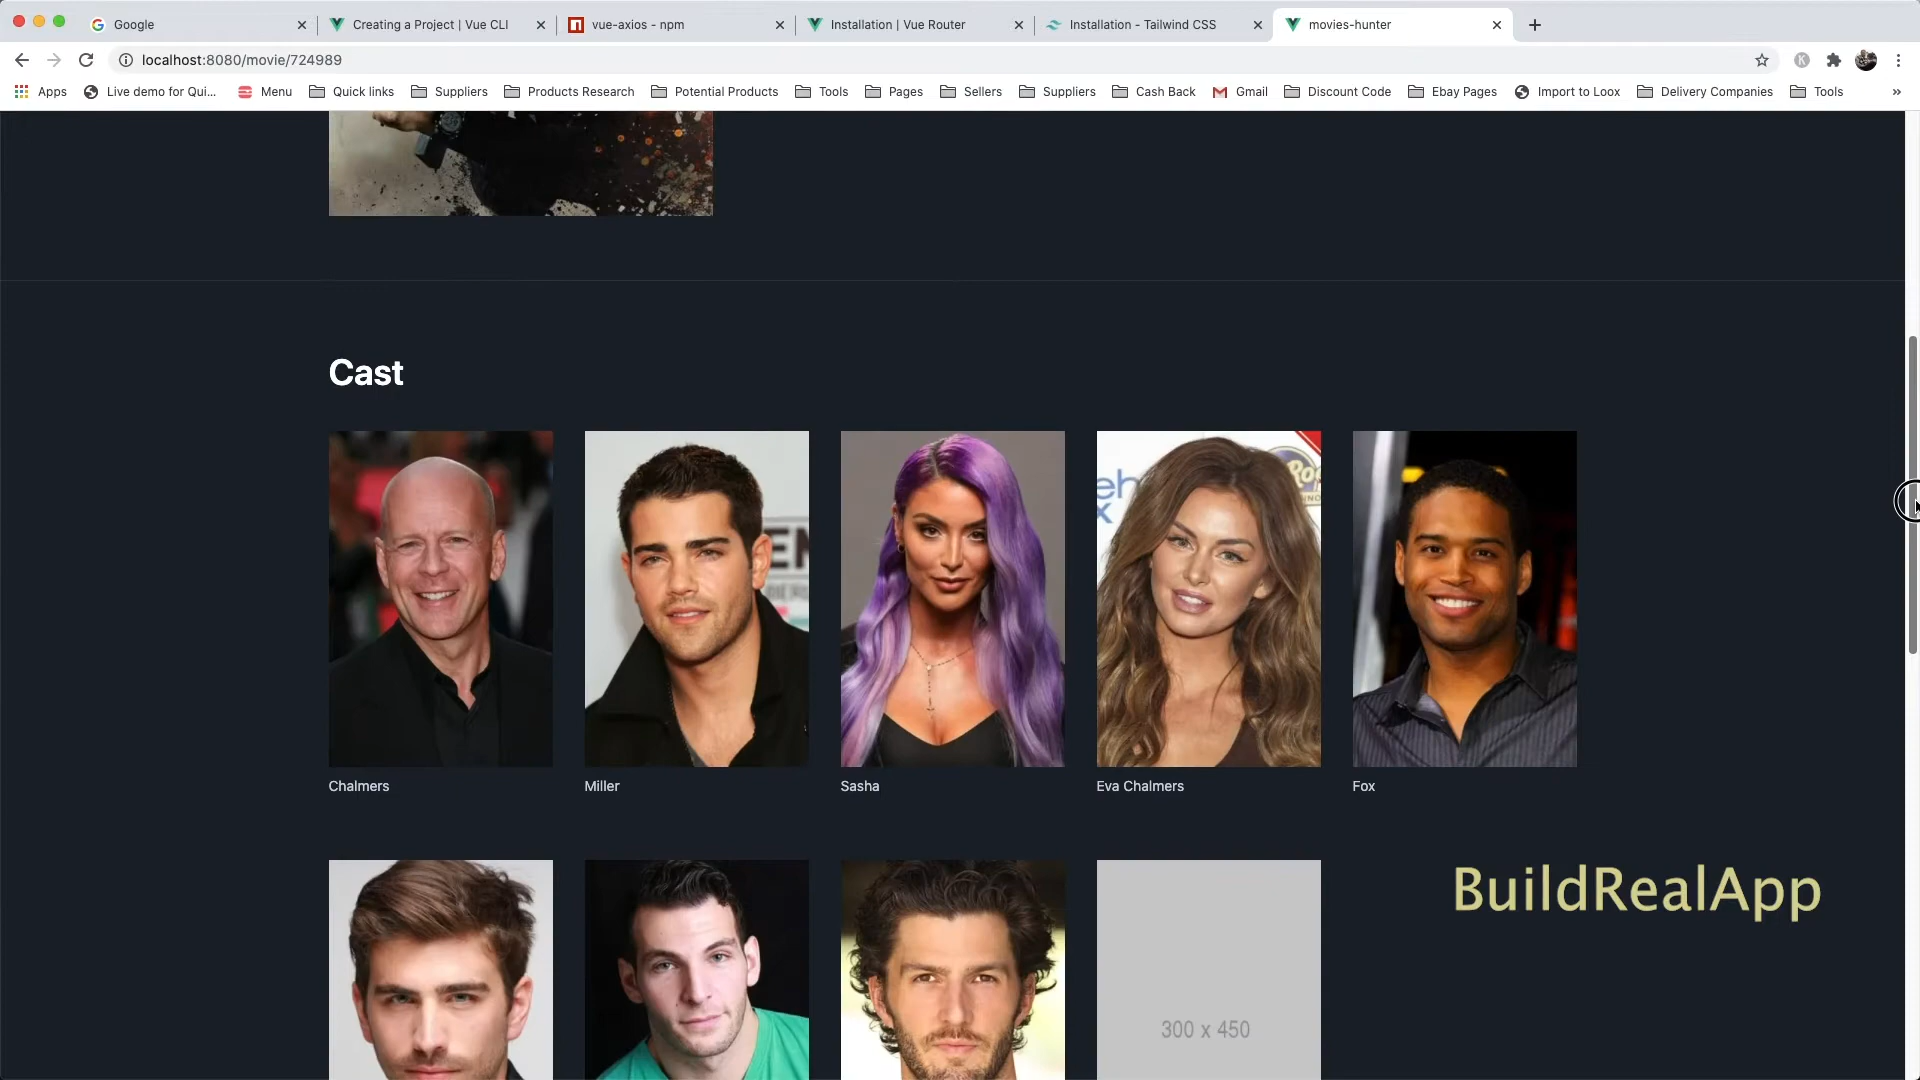 Google
Creating a Project | Vue CLI
vue-axios - npm
Installation | Vue Router
Installation - Tailwind CSS
movies-hunter
localhost:8080/movie/724989
K
Apps
Live demo for Qui...
Menu
Quick links
Suppliers
Products Research
Potential Products
Tools
Pages
Sellers
Suppliers
Cash Back
Gmail
Discount Code
Ebay Pages
Import to Loox
Delivery Companies
Tools
»
Cast
Chalmers
Miller
Sasha
Eva Chalmers
Fox
BuildRealApp
300 x 450